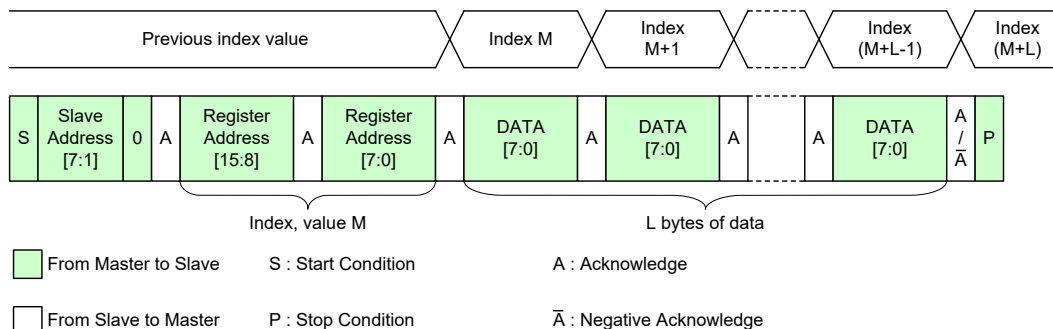 Previous index value
Index M
Index
M+1
Index
(M+L-1)
Index
(M+L)
S
Slave
Address
[7:1]
0
A
Register
Address
[15:8]
A
Register
Address
[7:0]
A
DATA
[7:0]
A
DATA
[7:0]
A
A
DATA
[7:0]
A
/
A̅
P
Index, value M
L bytes of data
From Master to Slave
S : Start Condition
A : Acknowledge
From Slave to Master
P : Stop Condition
A̅ : Negative Acknowledge